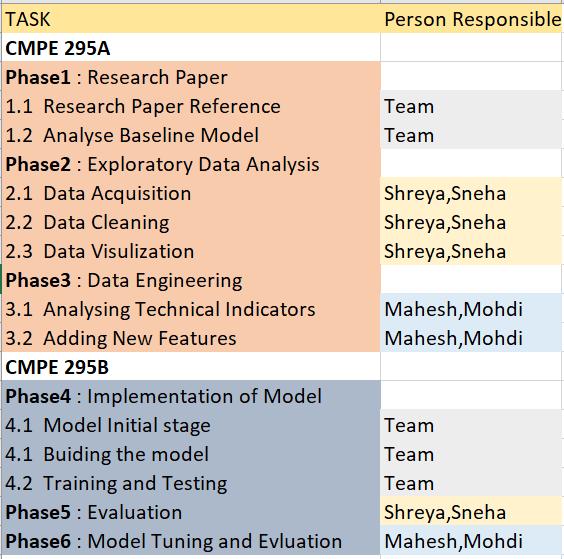 TASK Person Responsible
CMPE 295A
Phase1 : Research Paper
1.1 Research Paper Reference Team
1.2 Analyse Baseline Model Team
Phase2 : Exploratory Data Analysis
2.1 Data Acquisition Shreya,Sneha
2.2 Data Cleaning Shreya,Sneha
2.3 Data Visulization Shreya,Sneha
Phase3 : Data Engineering
3.1 Analysing Technical Indicators Mahesh,Mohdi
3.2 Adding New Features Mahesh,Mohdi
CMPE 295B
Phase4 : Implementation of Model
4.1 Model Initial stage Team
4.1 Buiding the model Team
4.2 Training and Testing Team
Phase5 : Evaluation Shreya,Sneha
Phase6 : Model Tuning and Evluation Mahesh,Mohdi